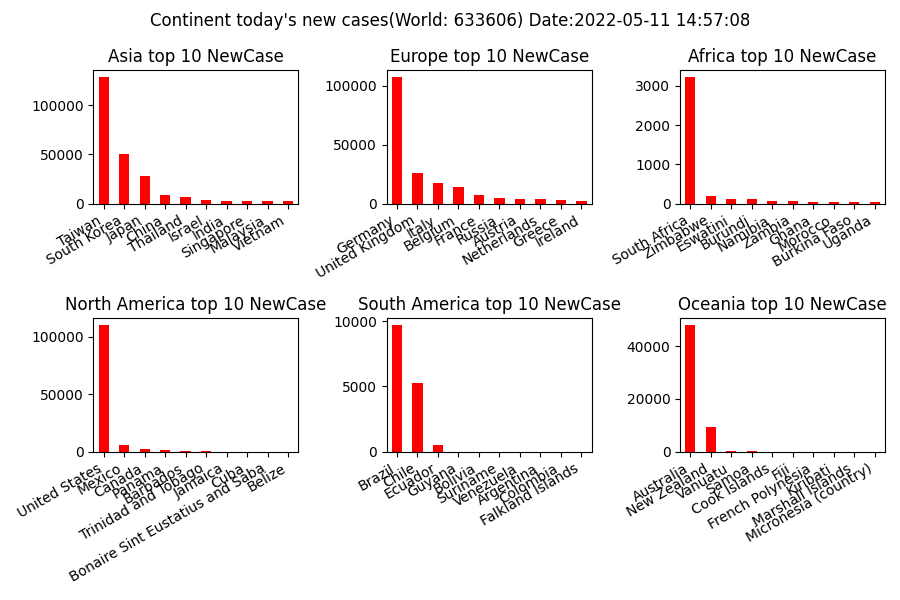 Continent today's new cases(World: 633606) Date:2022-05-11 14:57:08
Asia top 10 NewCase
100000
50000
0
Taiwan
South Korea
Japan
China
Thailand
Israel
India
Singapore
Malaysia
Vietnam
Europe top 10 NewCase
100000
50000
0
Germany
United Kingdom
Italy
Belgium
France
Russia
Austria
Netherlands
Greece
Ireland
Africa top 10 NewCase
3000
2000
1000
0
South Africa
Zimbabwe
Eswatini
Burundi
Namibia
Zambia
Ghana
Morocco
Burkina Faso
Uganda
North America top 10 NewCase
100000
50000
0
United States
Mexico
Canada
Panama
Barbados
Trinidad and Tobago
Jamaica
Cuba
Bonaire Sint Eustatius and Saba
Belize
South America top 10 NewCase
10000
5000
0
Brazil
Chile
Ecuador
Guyana
Bolivia
Suriname
Venezuela
Argentina
Colombia
Falkland Islands
Oceania top 10 NewCase
40000
20000
0
Australia
New Zealand
Vanuatu
Samoa
Cook Islands
Fiji
French Polynesia
Kiribati
Marshall Islands
Micronesia (country)